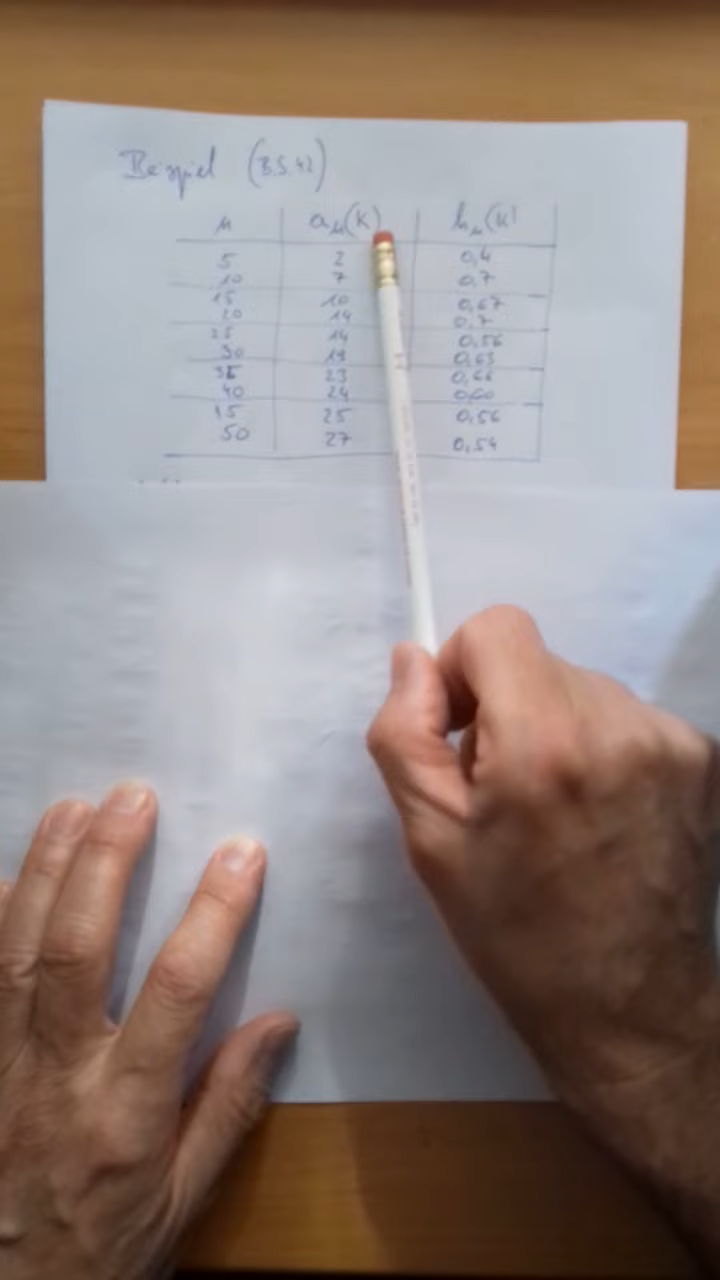 Beispiel (B.S.42)
n aₙ(K) hₙ(K)
5 2 0,4
10 7 0,7
15 10 0,67
20 14 0,7
25 14 0,56
30 19 0,63
35 23 0,66
40 24 0,60
45 25 0,56
50 27 0,54